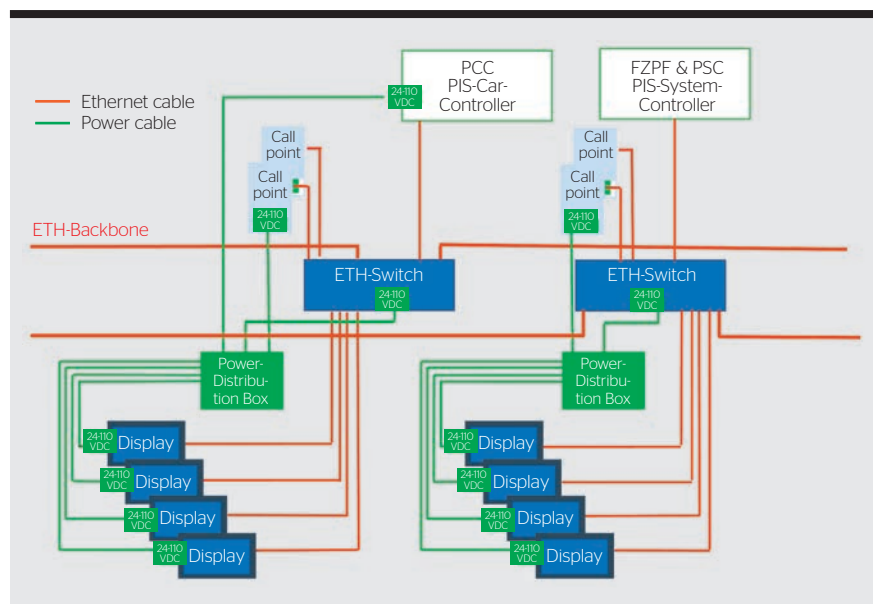 PCC
PIS-Car-
Controller
24-110
VDC
FZPF & PSC
PIS-System-
Controller
Ethernet cable
Power cable
Call
point
Call
point
24-110
VDC
Call
point
Call
point
24-110
VDC
ETH-Backbone
ETH-Switch
24-110
VDC
ETH-Switch
24-110
VDC
Power-
Distribu-
tion Box
Power-
Distribu-
tion Box
24-110
VDC
Display
24-110
VDC
Display
24-110
VDC
Display
24-110
VDC
Display
24-110
VDC
Display
24-110
VDC
Display
24-110
VDC
Display
24-110
VDC
Display